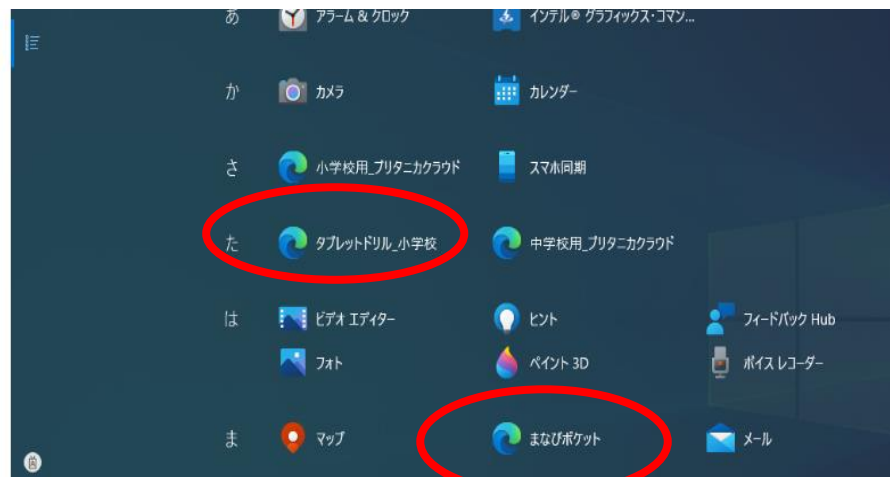 あ アラーム & クロック インテル® グラフィックス・コマン...
か カメラ カレンダー
さ 小学校用_ブリタニカクラウド スマホ同期
た タブレットドリル_小学校 中学校用_ブリタニカクラウド
は ビデオ エディター ヒント フィードバック Hub
フォト ペイント 3D ボイス レコーダー
ま マップ まなびポケット メール